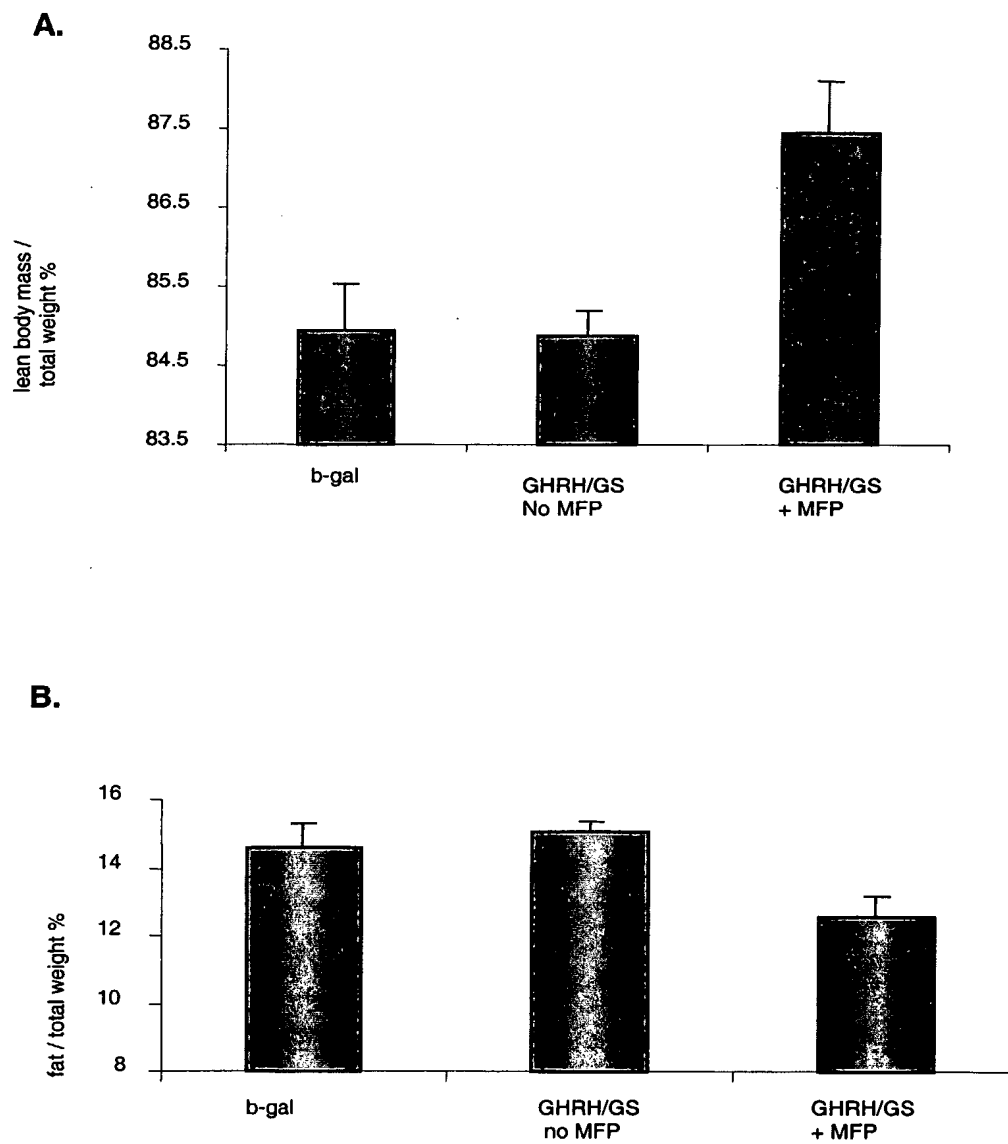 A.
88.5
87.5
86.5
85.5
84.5
83.5
lean body mass /
total weight %
b-gal
GHRH/GS
No MFP
GHRH/GS
+ MFP
B.
16
14
12
10
8
fat / total weight %
b-gal
GHRH/GS
no MFP
GHRH/GS
+ MFP